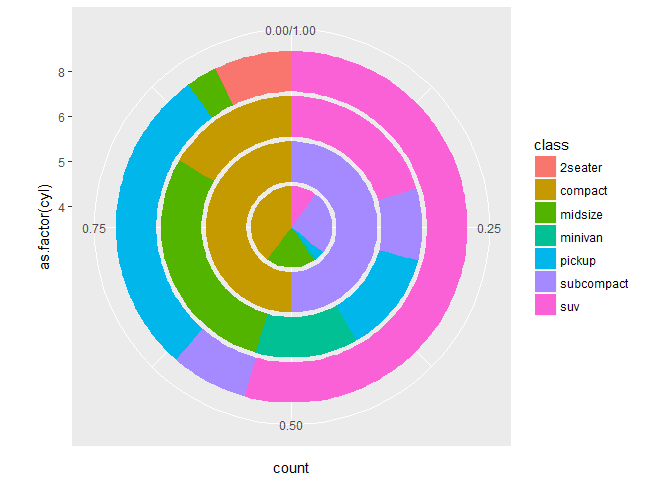 0.00/1.00
8
6
5
4
0.75
0.25
0.50
as.factor(cyl)
count
class
2seater
compact
midsize
minivan
pickup
subcompact
suv